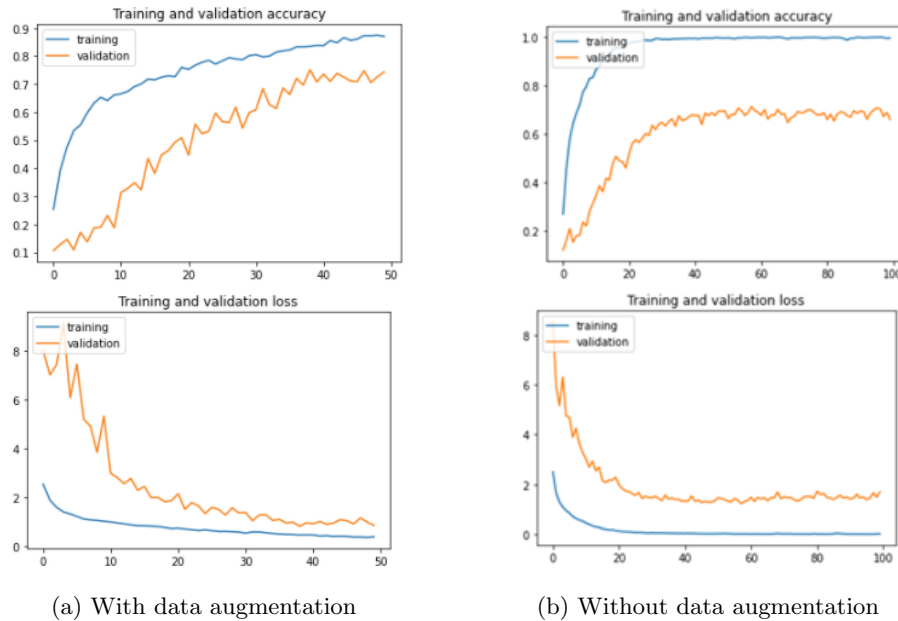 Training and validation accuracy
training
validation
0.9
0.8
0.7
0.6
0.5
0.4
0.3
0.2
0.1
0 10 20 30 40 50
Training and validation loss
training
validation
8
6
4
2
0
0 10 20 30 40 50
(a) With data augmentation
Training and validation accuracy
training
validation
1.0
0.8
0.6
0.4
0.2
0 20 40 60 80 100
Training and validation loss
training
validation
8
6
4
2
0
0 20 40 60 80 100
(b) Without data augmentation